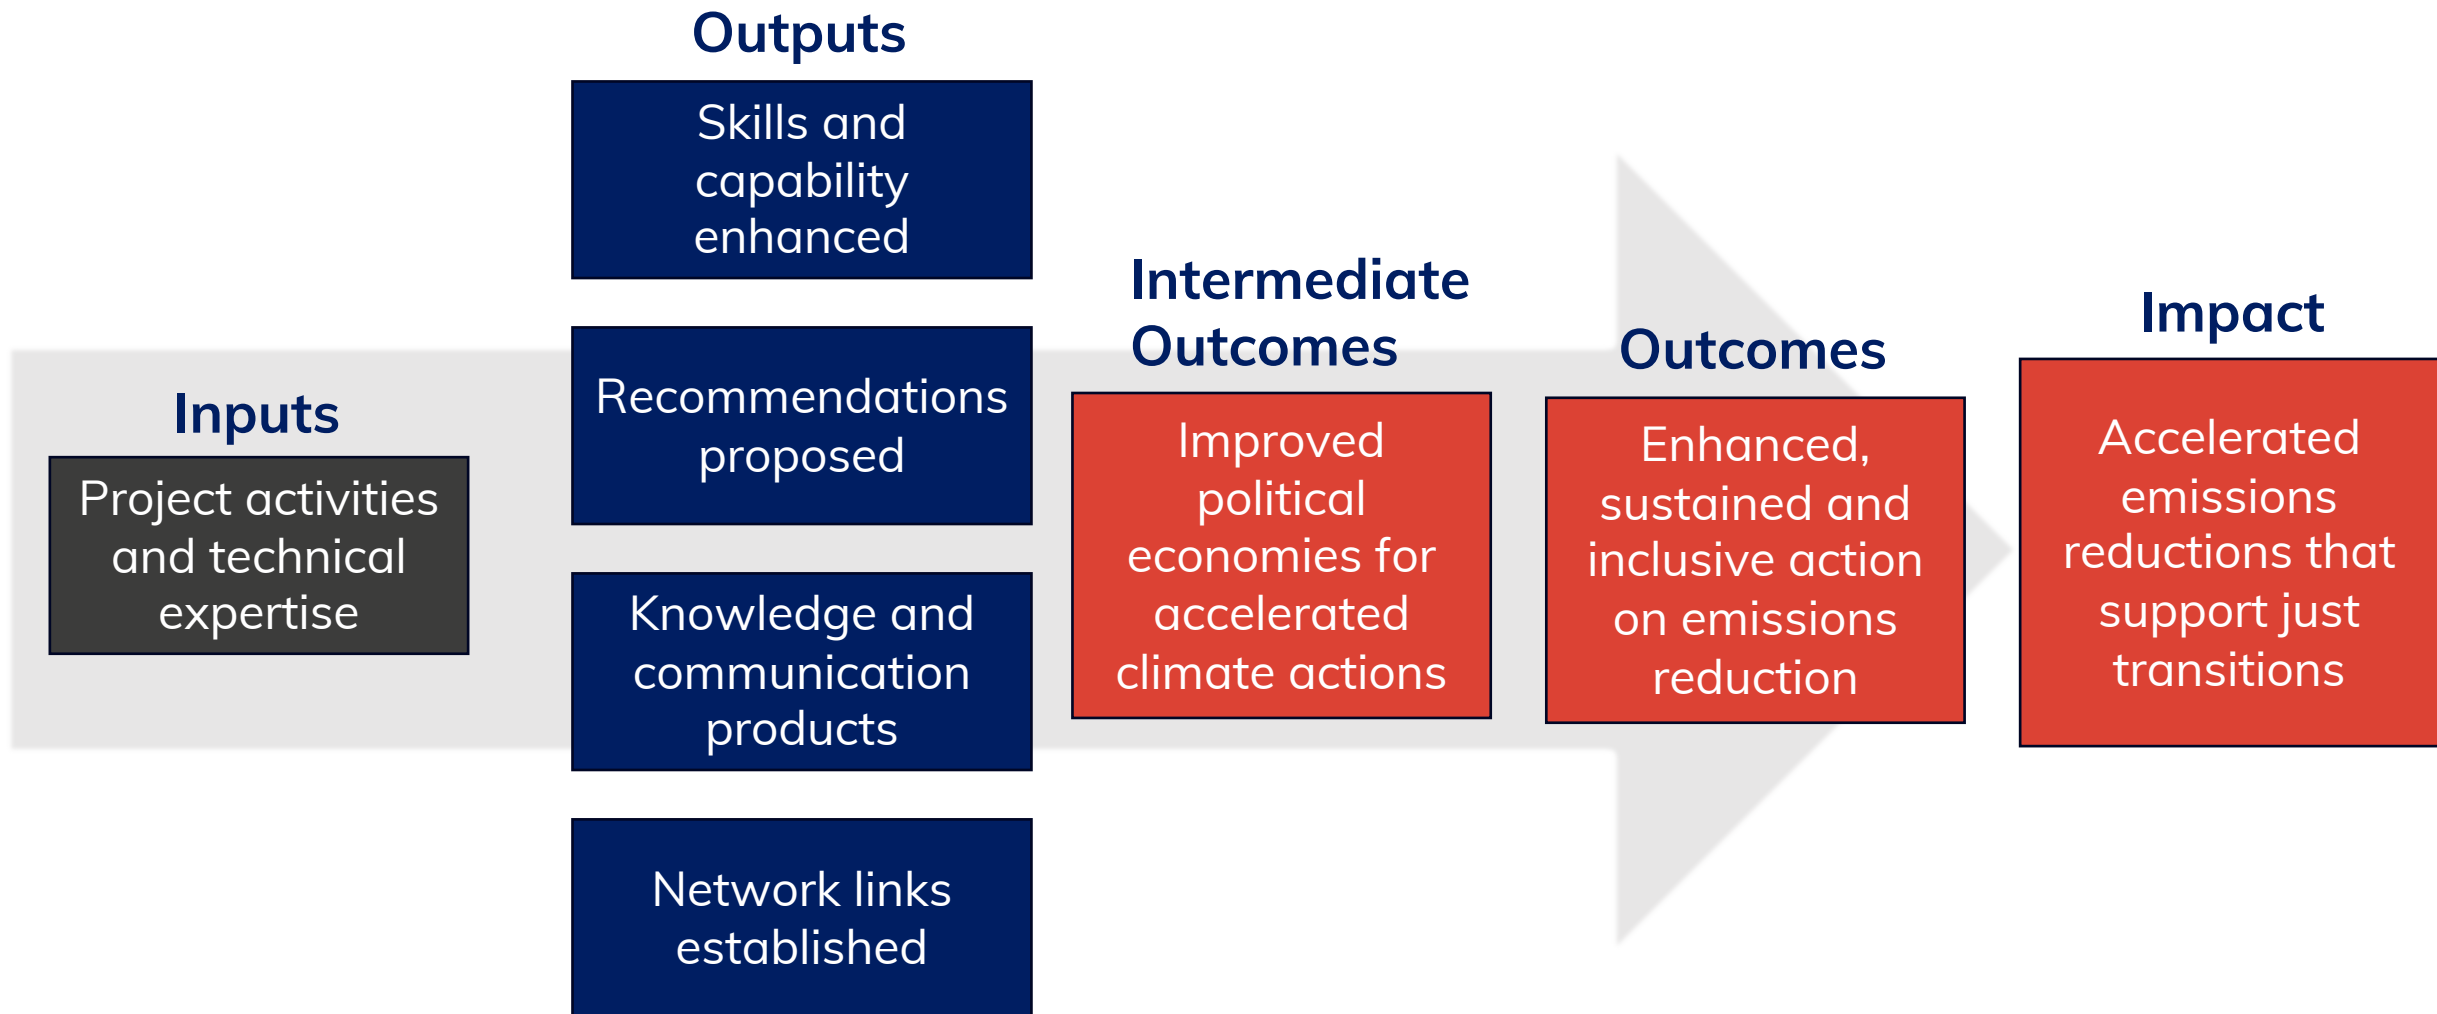 Inputs
Project activities
and technical
expertise
Outputs
Skills and
capability
enhanced
Recommendations
proposed
Knowledge and
communication
products
Network links
established
Intermediate
Outcomes
Improved
political
economies for
accelerated
climate actions
Outcomes
Enhanced,
sustained and
inclusive action
on emissions
reduction
Impact
Accelerated
emissions
reductions that
support just
transitions